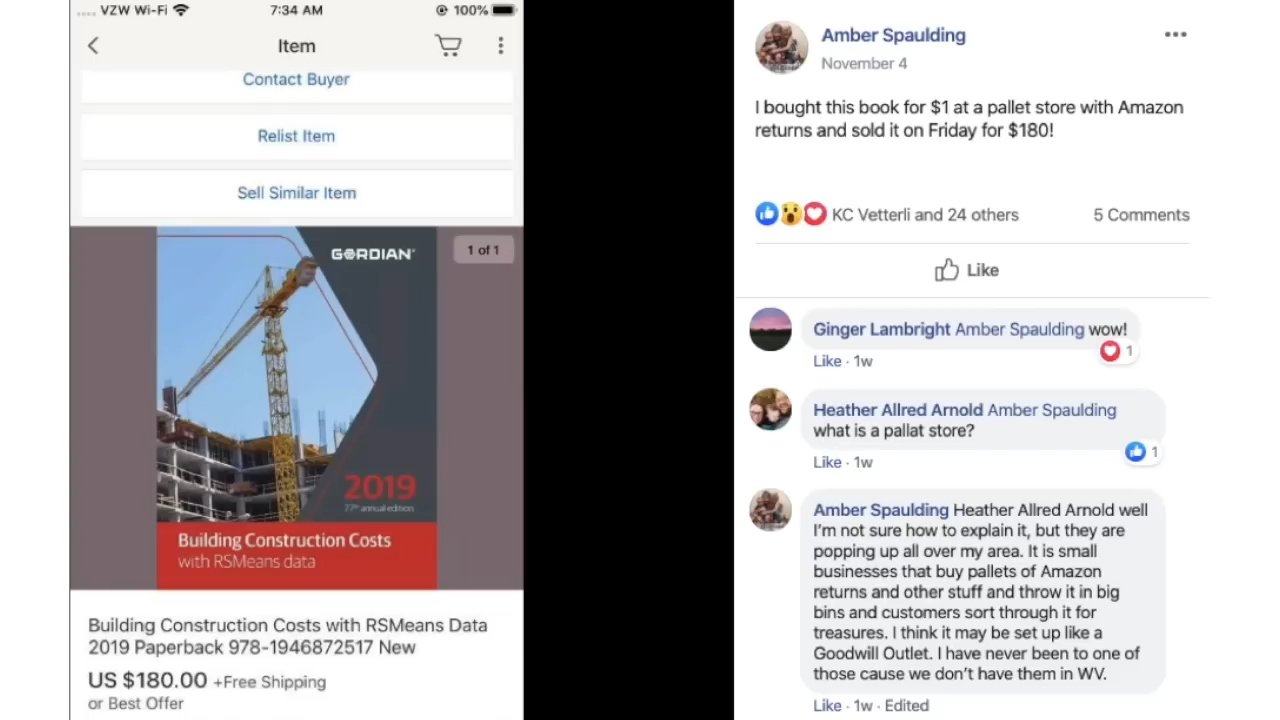 VZW Wi-Fi 7:34 AM 100%
Item
Contact Buyer
Relist Item
Sell Similar Item
1 of 1
GORDIAN®
2019
77th annual edition
Building Construction Costs
with RSMeans data
Building Construction Costs with RSMeans Data
2019 Paperback 978-1946872517 New
US $180.00 +Free Shipping
or Best Offer
Amber Spaulding
November 4
I bought this book for $1 at a pallet store with Amazon
returns and sold it on Friday for $180!
KC Vetterli and 24 others 5 Comments
Like
Ginger Lambright Amber Spaulding wow!
1
Like · 1w
Heather Allred Arnold Amber Spaulding
what is a pallat store?
1
Like · 1w
Amber Spaulding Heather Allred Arnold well
I'm not sure how to explain it, but they are
popping up all over my area. It is small
businesses that buy pallets of Amazon
returns and other stuff and throw it in big
bins and customers sort through it for
treasures. I think it may be set up like a
Goodwill Outlet. I have never been to one of
those cause we don't have them in WV.
Like · 1w · Edited